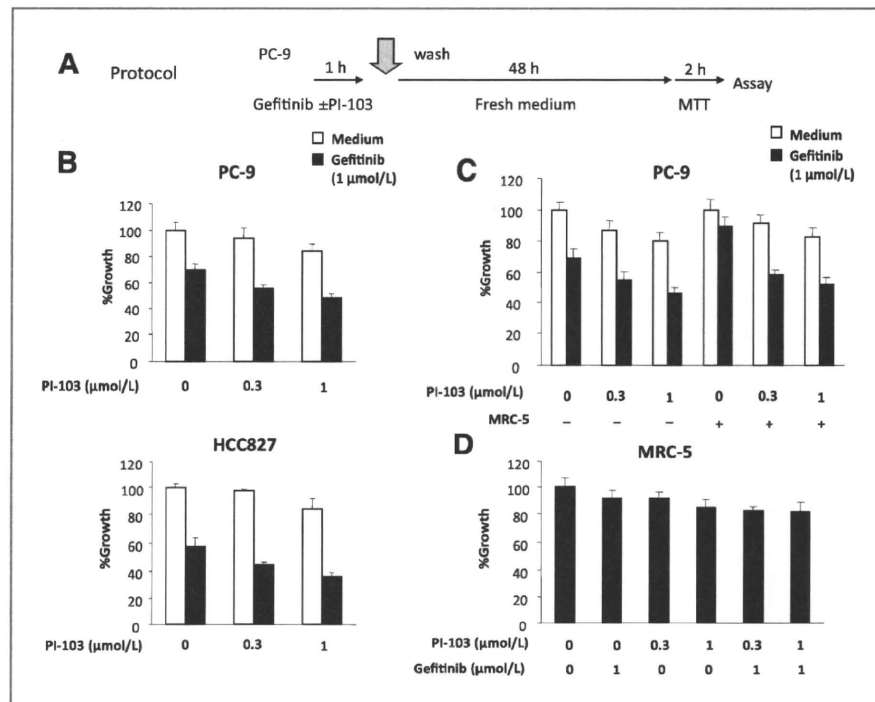 A
Protocol
PC-9
1 h
wash
48 h
2 h
Assay
Gefitinib ±PI-103
Fresh medium
MTT
B
Medium
Gefitinib
(1 μmol/L)
PC-9
%Growth
120
100
80
60
40
20
0
PI-103 (μmol/L) 0 0.3 1
HCC827
%Growth
120
100
80
60
40
20
0
PI-103 (μmol/L) 0 0.3 1
C
Medium
Gefitinib
(1 μmol/L)
PC-9
%Growth
120
100
80
60
40
20
0
PI-103 (μmol/L) 0 0.3 1 0 0.3 1
MRC-5 – – – + + +
D
MRC-5
%Growth
120
100
80
60
40
20
0
PI-103 (μmol/L) 0 0 0.3 1 0.3 1
Gefitinib (μmol/L) 0 1 0 0 1 1